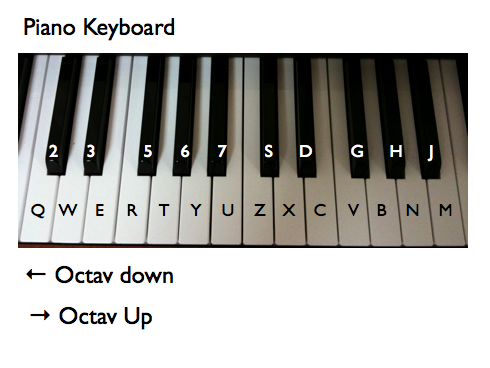 Piano Keyboard
2 3 5 6 7 S D G H J
Q W E R T Y U Z X C V B N M
← Octav down
→ Octav Up